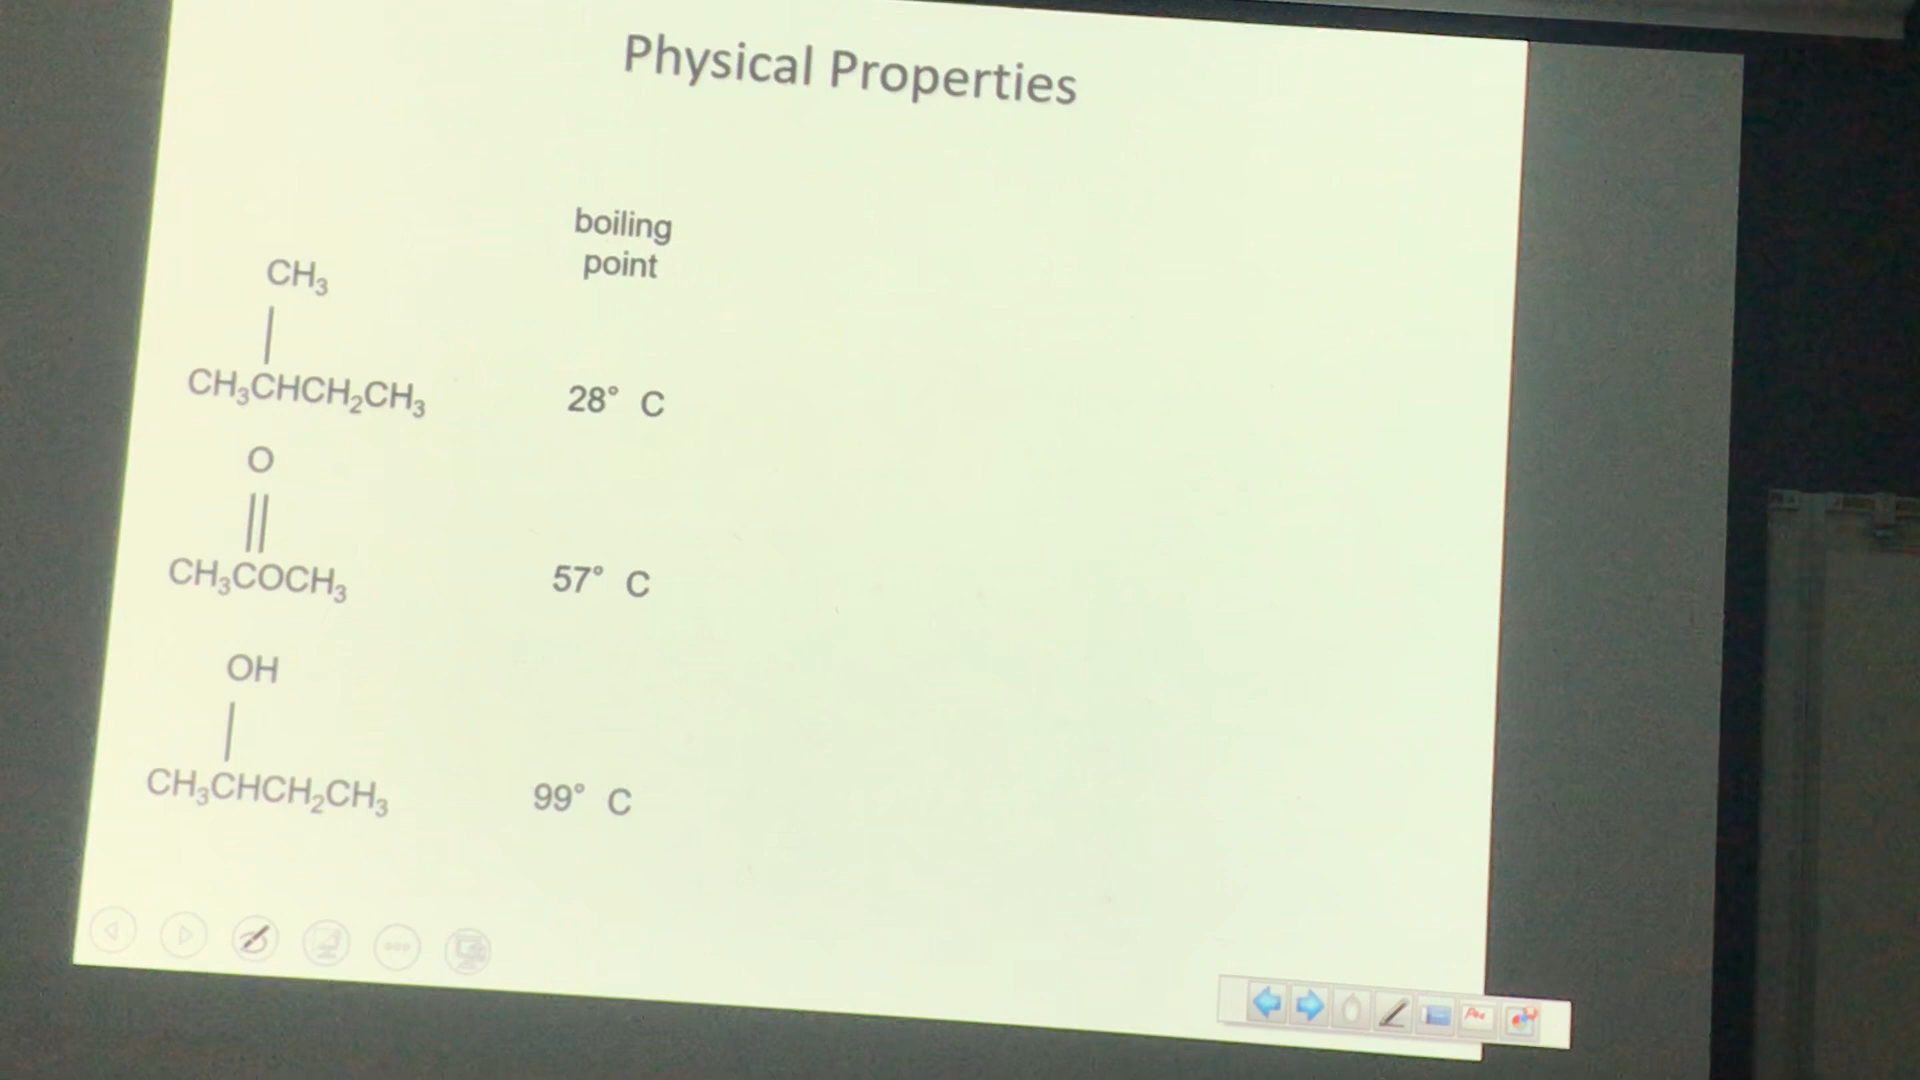 Physical Properties
boiling
point
CH₃
CH₃CHCH₂CH₃
28° C
O
CH₃COCH₃
57° C
OH
CH₃CHCH₂CH₃
99° C